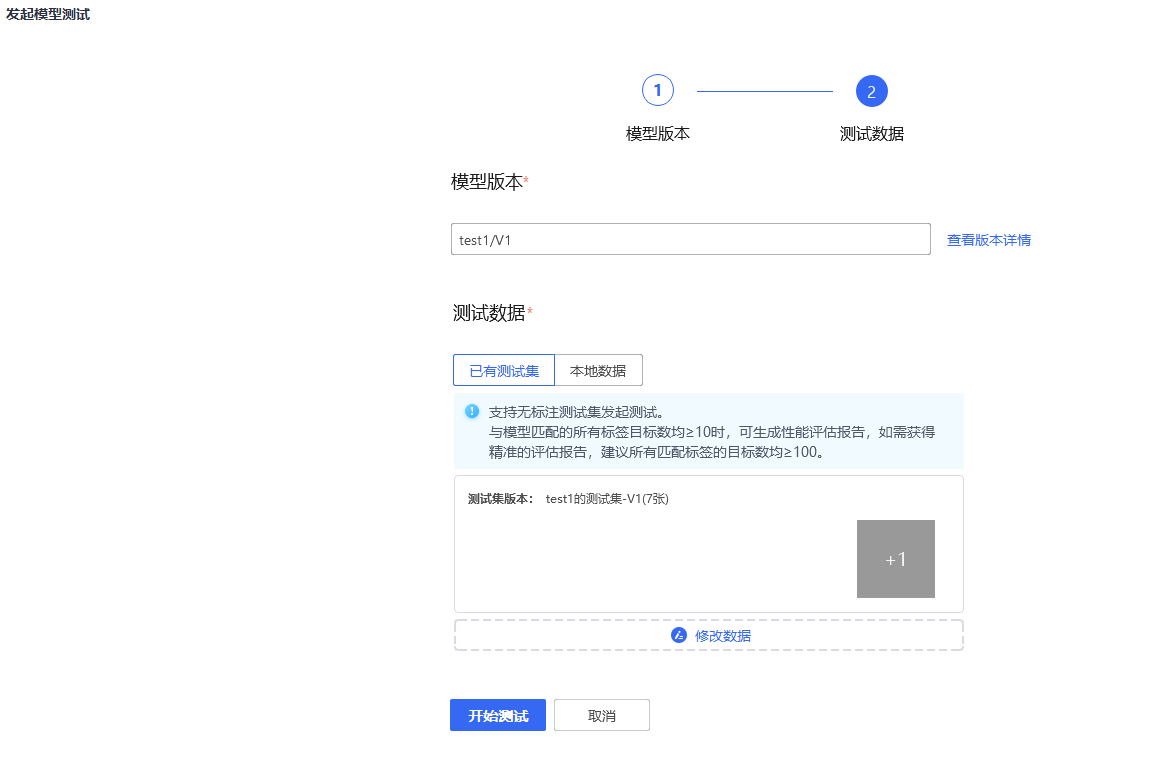 发起模型测试
1
2
模型版本
测试数据
模型版本*
test1/V1
查看版本详情
测试数据*
已有测试集
本地数据
支持无标注测试集发起测试。
与模型匹配的所有标签目标数均≥10时，可生成性能评估报告，如需获得
精准的评估报告，建议所有匹配标签的目标数均≥100。
测试集版本： test1的测试集-V1(7张)
+1
修改数据
开始测试
取消